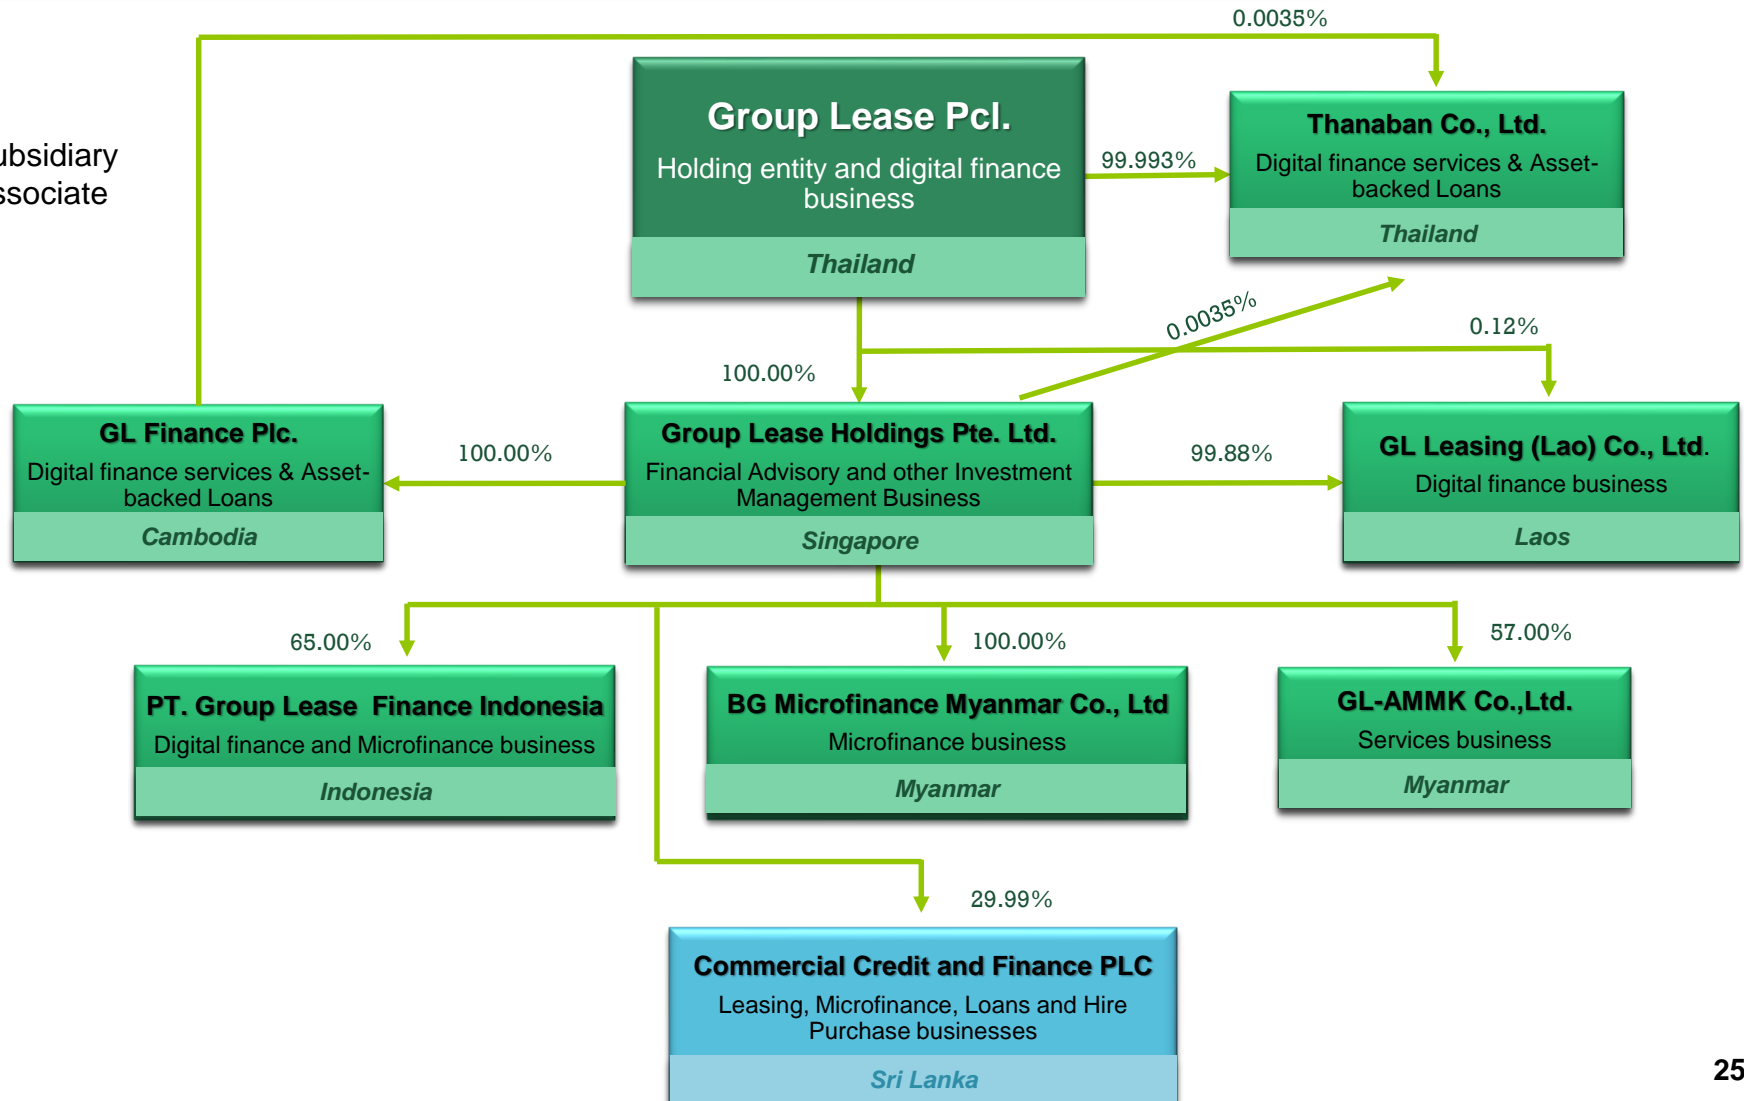 0.0035%
Group Lease Pcl.
Holding entity and digital finance
business
Thailand
99.993%
Thanaban Co., Ltd.
Digital finance services & Asset-
backed Loans
Thailand
ubsidiary
ssociate
0.0035%
0.12%
100.00%
GL Finance Plc.
Digital finance services & Asset-
backed Loans
Cambodia
100.00%
Group Lease Holdings Pte. Ltd.
Financial Advisory and other Investment
Management Business
Singapore
99.88%
GL Leasing (Lao) Co., Ltd.
Digital finance business
Laos
65.00%
100.00%
57.00%
PT. Group Lease  Finance Indonesia
Digital finance and Microfinance business
Indonesia
BG Microfinance Myanmar Co., Ltd
Microfinance business
Myanmar
GL-AMMK Co.,Ltd.
Services business
Myanmar
29.99%
Commercial Credit and Finance PLC
Leasing, Microfinance, Loans and Hire
Purchase businesses
Sri Lanka
25